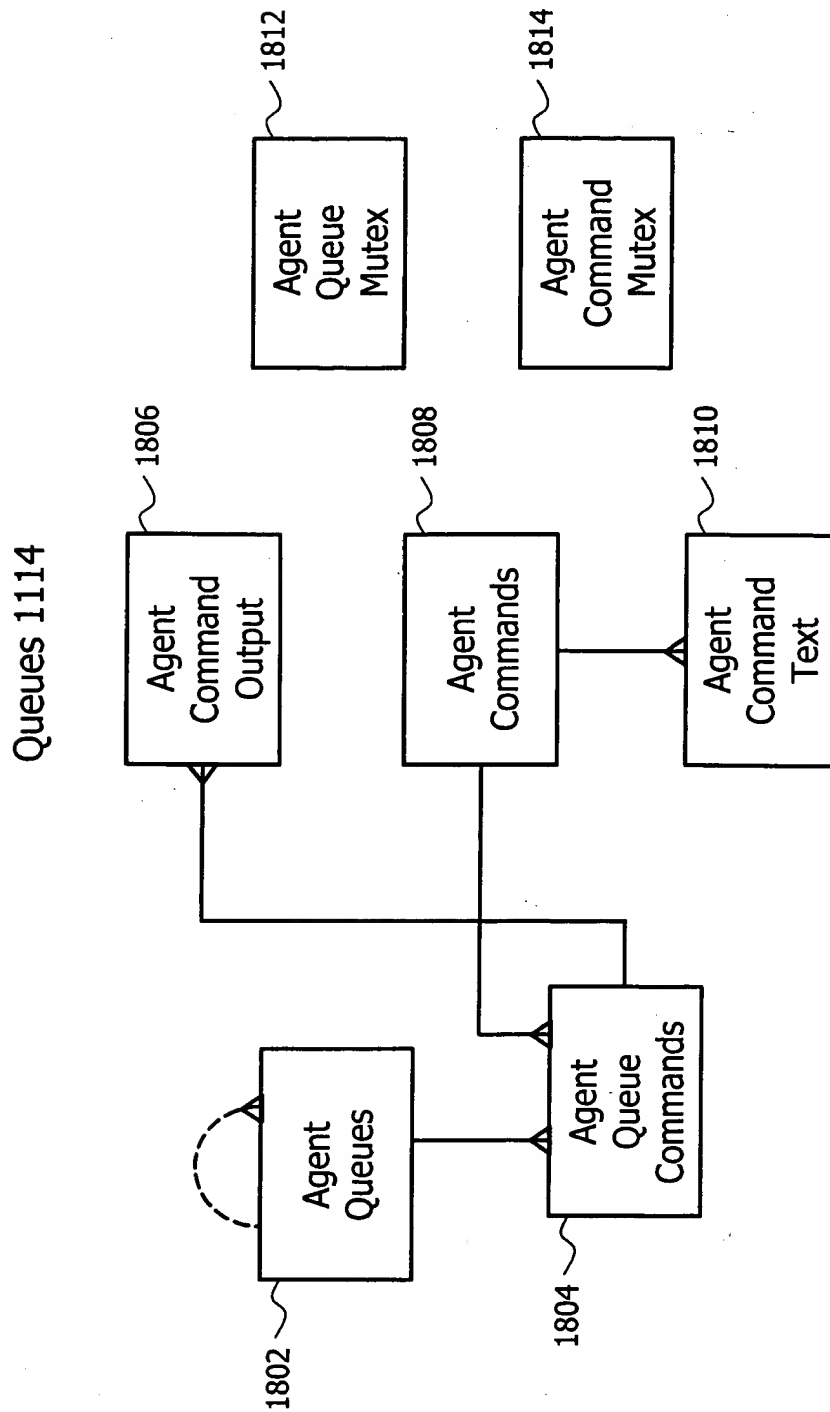 Queues 1114
Agent
Queues
1802
Agent
Queue
Commands
1804
Agent
Command
Output
1806
Agent
Commands
1808
Agent
Command
Text
1810
Agent
Queue
Mutex
1812
Agent
Command
Mutex
1814